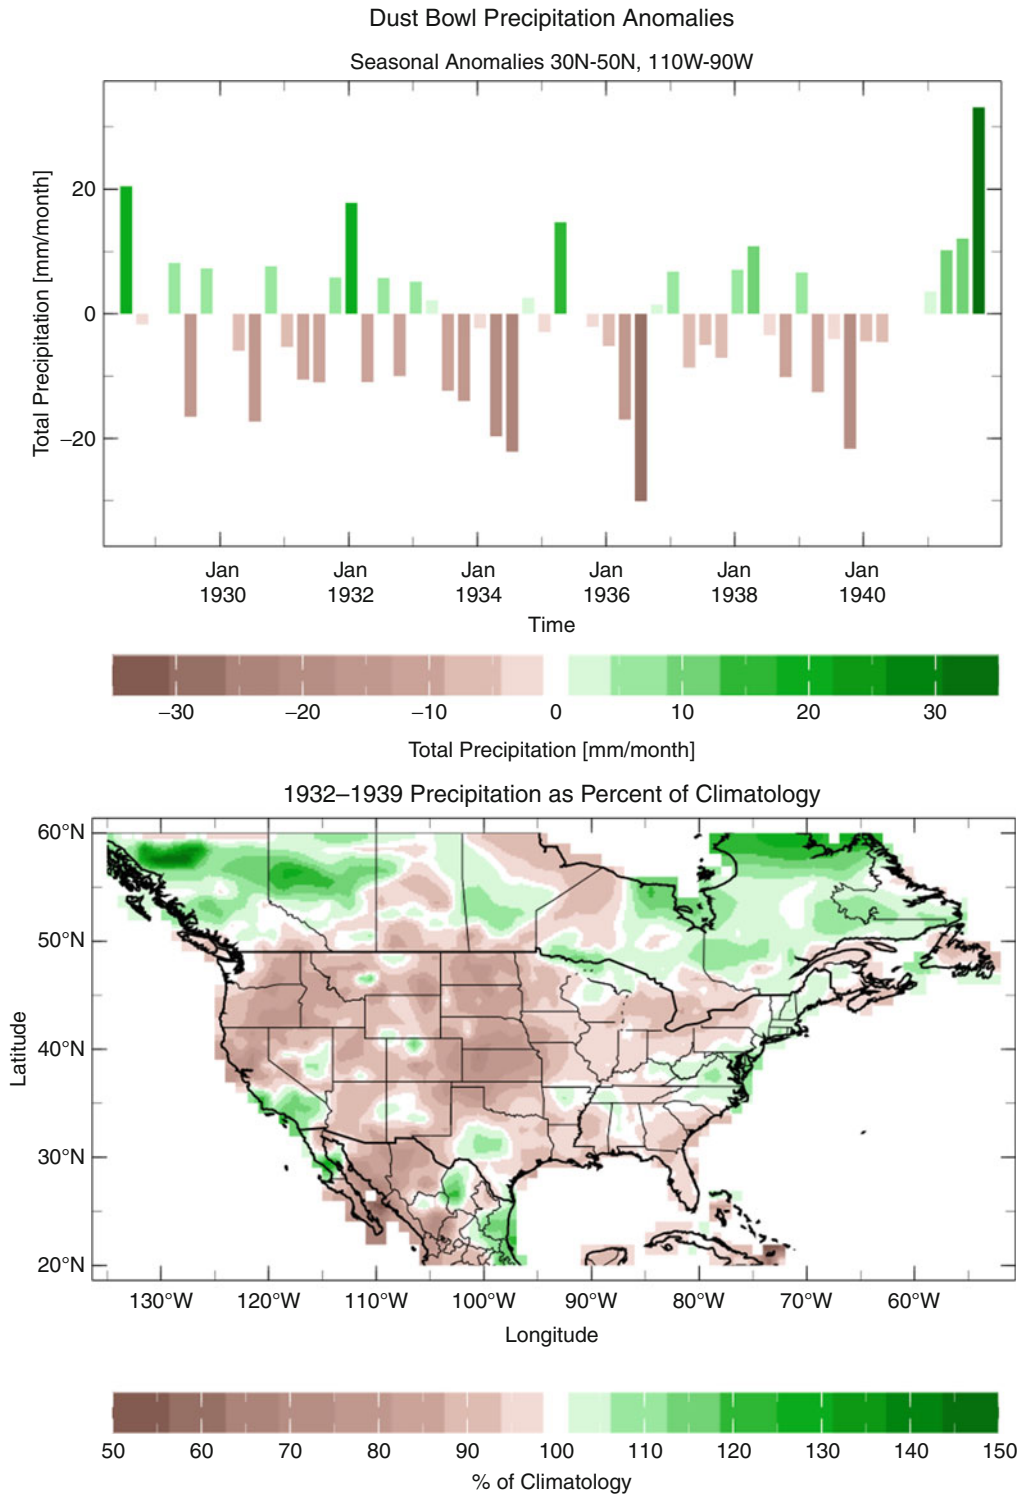 Dust Bowl Precipitation Anomalies
Seasonal Anomalies 30N-50N, 110W-90W
Total Precipitation [mm/month]
20
0
−20
Jan 1930
Jan 1932
Jan 1934
Jan 1936
Jan 1938
Jan 1940
Time
−30 −20 −10 0 10 20 30
Total Precipitation [mm/month]
1932–1939 Precipitation as Percent of Climatology
Latitude
60°N
50°N
40°N
30°N
20°N
130°W 120°W 110°W 100°W 90°W 80°W 70°W 60°W
Longitude
50 60 70 80 90 100 110 120 130 140 150
% of Climatology